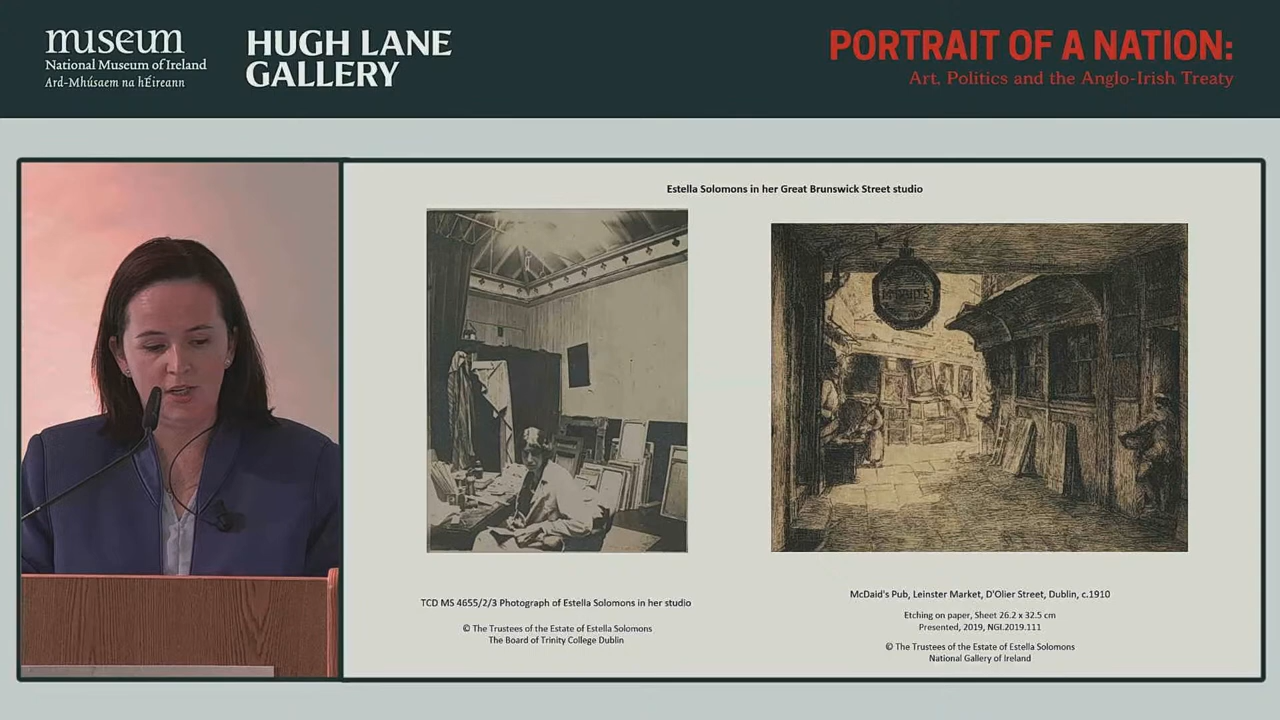 museum
National Museum of Ireland
Ard-Mhúsaem na hÉireann
HUGH LANE
GALLERY
PORTRAIT OF A NATION:
Art, Politics and the Anglo-Irish Treaty
Estella Solomons in her Great Brunswick Street studio
TCD MS 4655/2/3 Photograph of Estella Solomons in her studio
© The Trustees of the Estate of Estella Solomons
The Board of Trinity College Dublin
McDaid's Pub, Leinster Market, D'Olier Street, Dublin, c.1910
Etching on paper, Sheet 26.2 x 32.5 cm
Presented, 2019, NGI.2019.111
© The Trustees of the Estate of Estella Solomons
National Gallery of Ireland